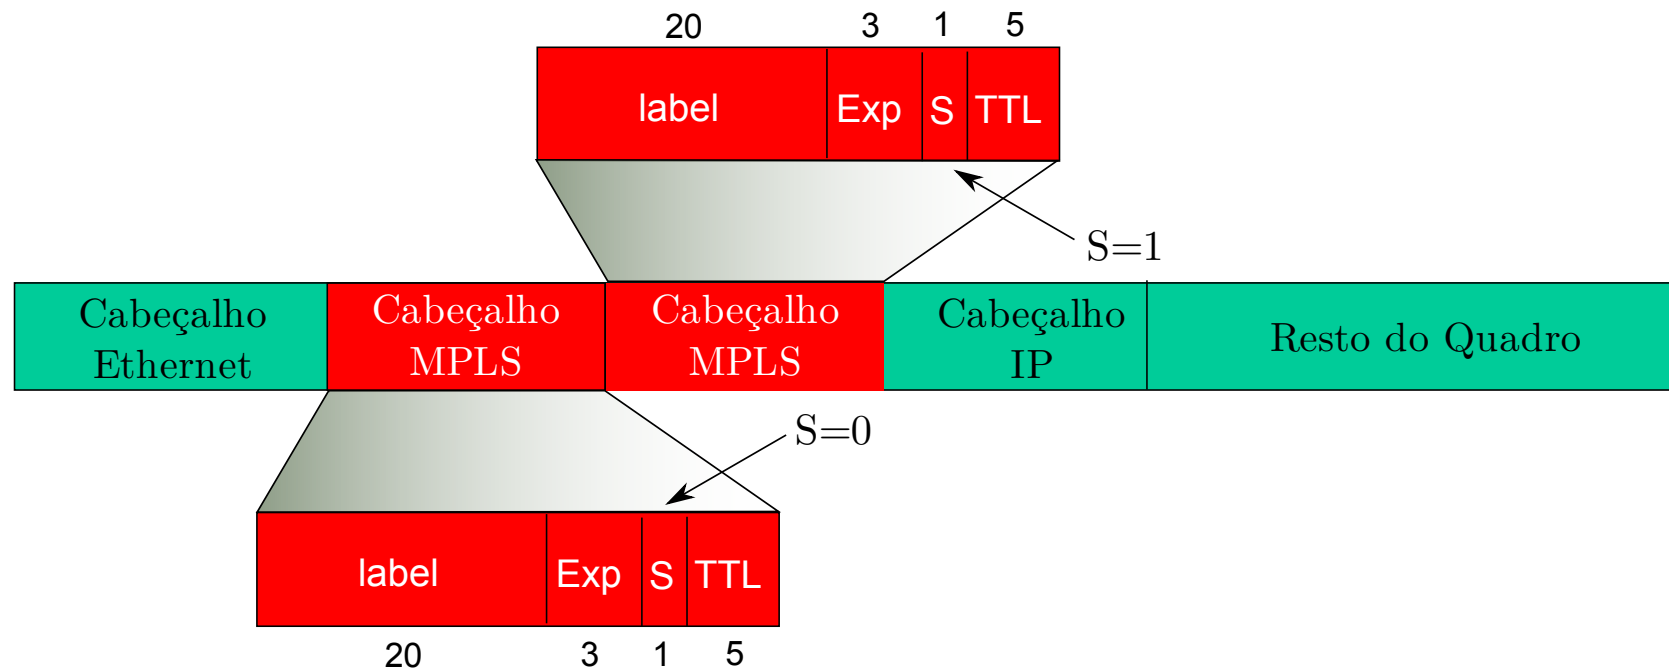 20 3 1 5
label Exp S TTL
S=1
Cabeçalho Ethernet
Cabeçalho MPLS
Cabeçalho MPLS
Cabeçalho IP
Resto do Quadro
S=0
label Exp S TTL
20 3 1 5